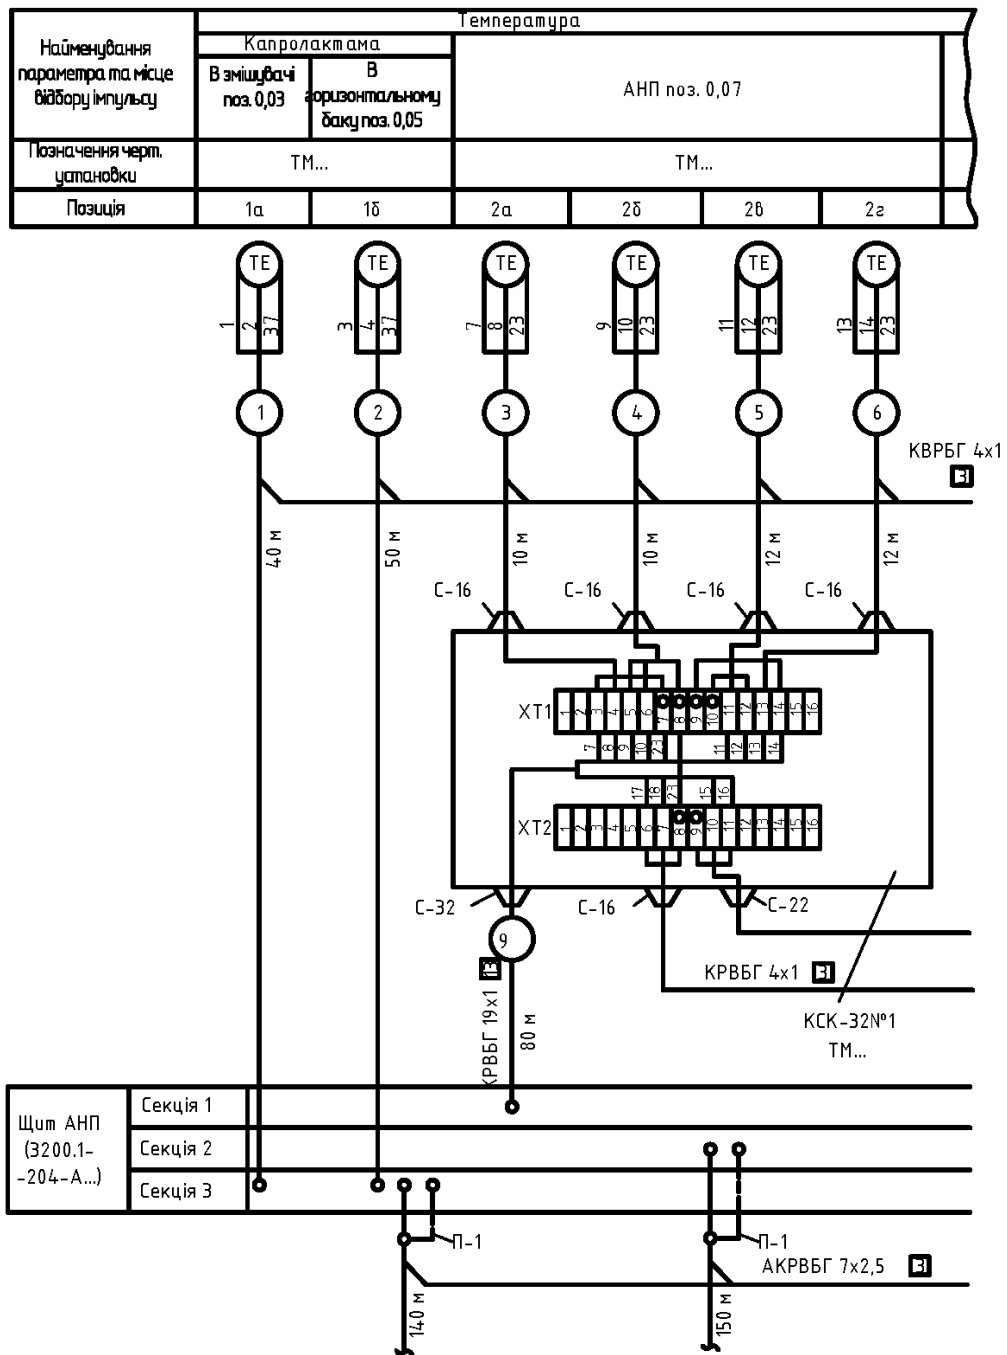 Температура
Найменування
параметра та місце
відбору імпульсу
Капролактама
В змішувачі
поз. 0,03
В
горизонтальному
баку поз. 0,05
АНП поз. 0,07
Позначення черт.
установки
ТМ...
ТМ...
Позиція
1а
1б
2а
2б
2в
2г
ТЕ
ТЕ
ТЕ
ТЕ
ТЕ
ТЕ
1
2
37
3
4
37
7
8
23
9
10
23
11
12
23
13
14
23
1
2
3
4
5
6
КВРБГ 4х1
3
40 м
50 м
10 м
10 м
12 м
12 м
С-16
С-16
С-16
С-16
ХТ1
1 2 3 4 5 6 7 8 9 10 11 12 13 14 15 16
7 8 9 10 23 11 12 13 14
17 18 23 15 16
ХТ2
1 2 3 4 5 6 7 8 9 10 11 12 13 14 15 16
С-32
С-16
С-22
9
13
КРВБГ 4х1
3
КРВБГ 19х1
80 м
КСК-32№1
ТМ...
Щит АНП
(3200.1-
-204-А...)
Секція 1
Секція 2
Секція 3
П-1
П-1
АКРВБГ 7х2,5
3
140 м
150 м